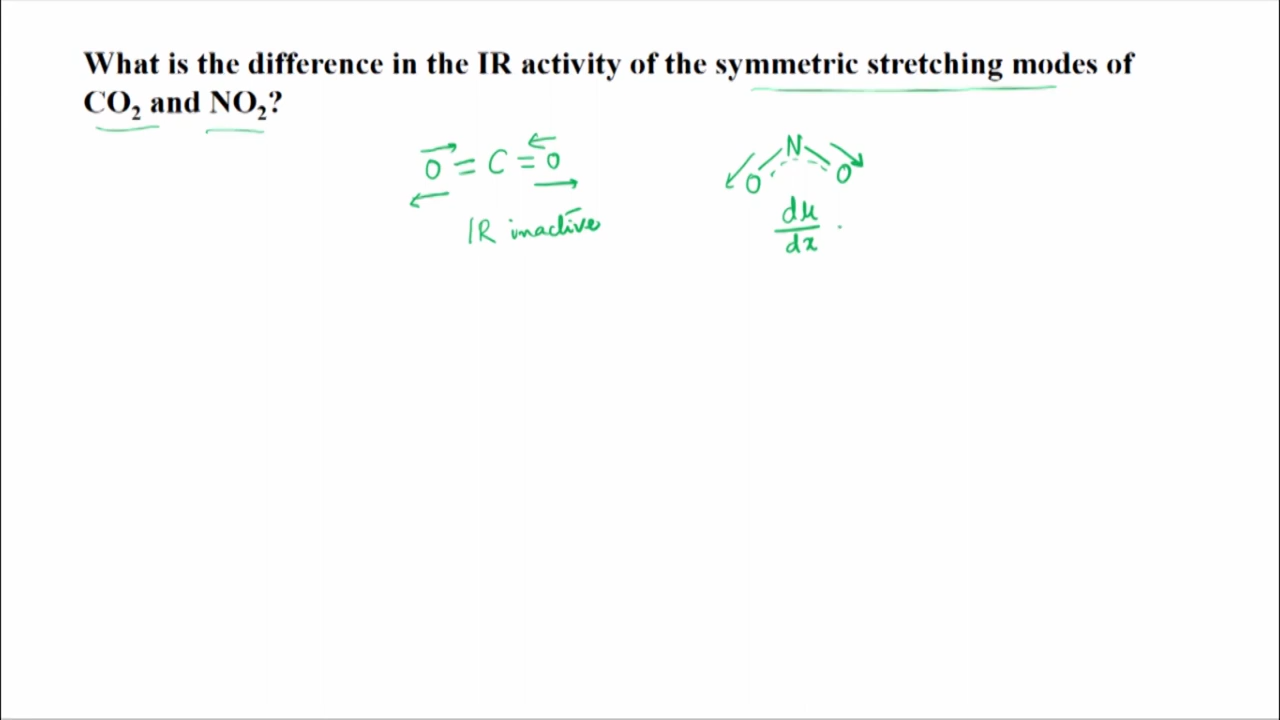 What is the difference in the IR activity of the symmetric stretching modes of
CO₂ and NO₂?
O = C = O
N
O O
IR inactive
dμ
dx